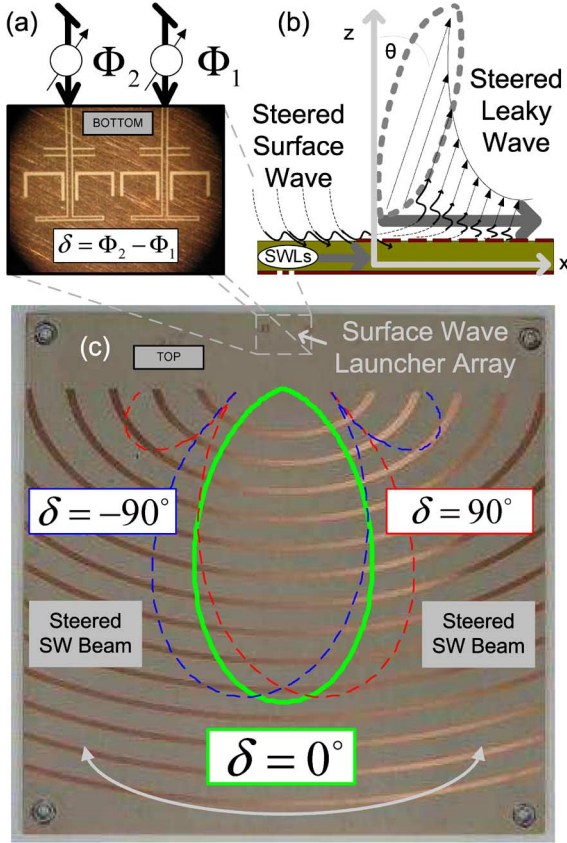 (a)
Φ₂
Φ₁
BOTTOM
δ = Φ₂ − Φ₁
(b)
z
θ
Steered
Surface
Wave
Steered
Leaky
Wave
SWLs
x
(c)
TOP
Surface Wave
Launcher Array
δ = −90°
δ = 90°
Steered
SW Beam
Steered
SW Beam
δ = 0°